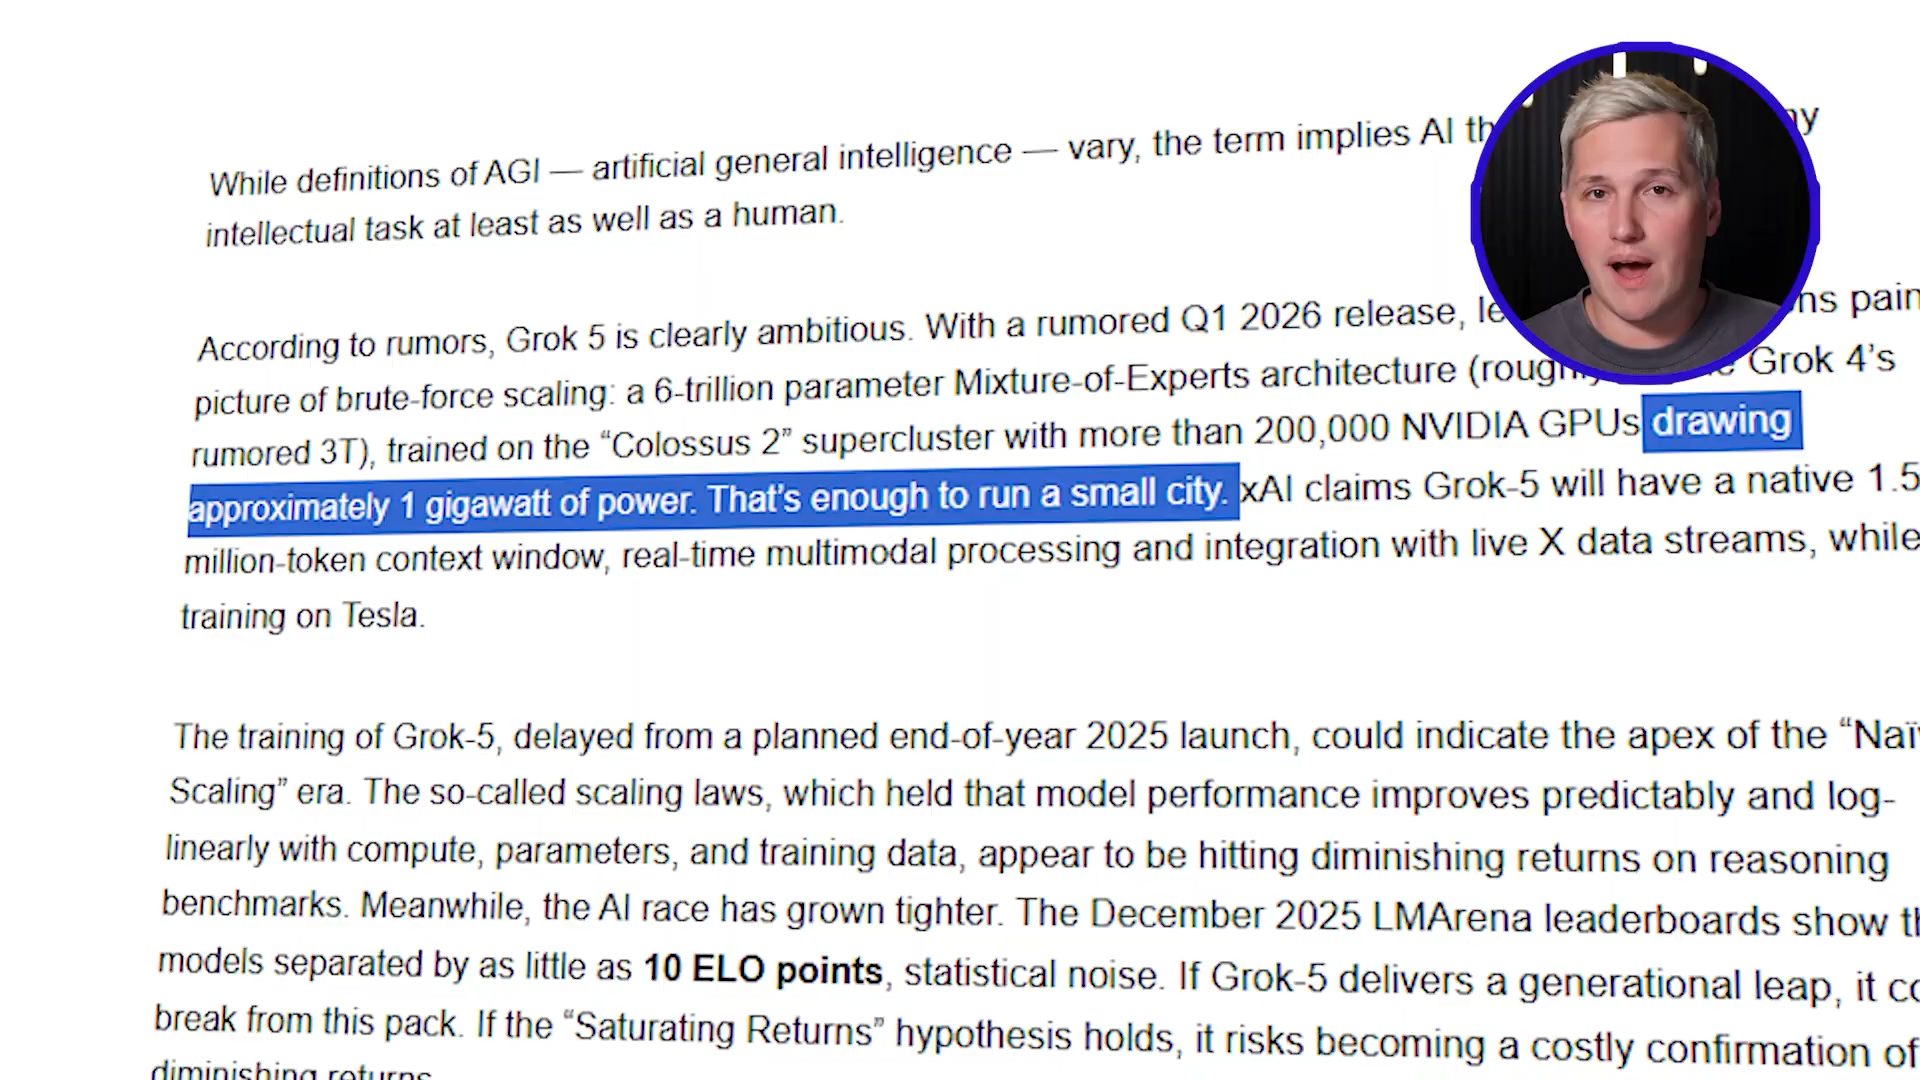 While definitions of AGI — artificial general intelligence — vary, the term implies AI
intellectual task at least as well as a human.
According to rumors, Grok 5 is clearly ambitious. With a rumored Q1 2026 release,
picture of brute-force scaling: a 6-trillion parameter Mixture-of-Experts architecture Grok 4’s
rumored 3T), trained on the “Colossus 2” supercluster with more than 200,000 NVIDIA GPUs drawing
approximately 1 gigawatt of power. That’s enough to run a small city. xAI claims Grok-5 will have a native 1.5
million-token context window, real-time multimodal processing and integration with live X data streams, while
training on Tesla.
The training of Grok-5, delayed from a planned end-of-year 2025 launch, could indicate the apex of the
Scaling” era. The so-called scaling laws, which held that model performance improves predictably and log-
linearly with compute, parameters, and training data, appear to be hitting diminishing returns on reasoning
benchmarks. Meanwhile, the AI race has grown tighter. The December 2025 LMArena leaderboards show
models separated by as little as 10 ELO points, statistical noise. If Grok-5 delivers a generational leap, it
break from this pack. If the “Saturating Returns” hypothesis holds, it risks becoming a costly confirmation of
diminishing returns